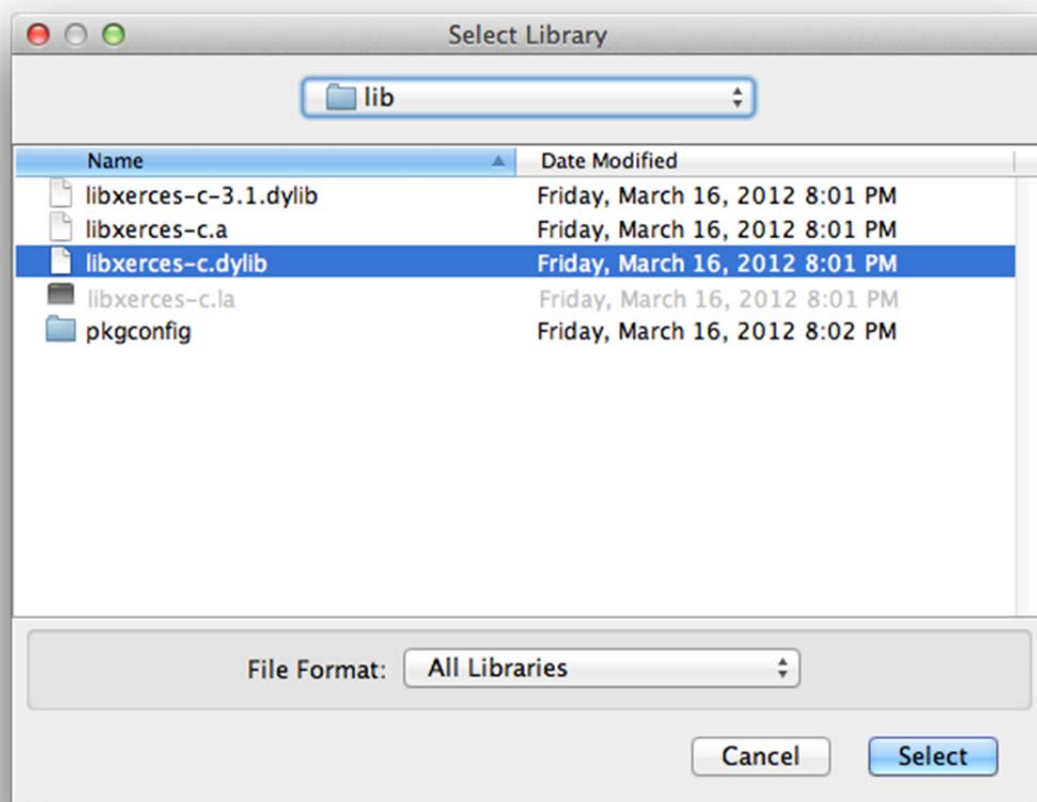 Select Library
lib
Name Date Modified
libxerces-c-3.1.dylib Friday, March 16, 2012 8:01 PM
libxerces-c.a Friday, March 16, 2012 8:01 PM
libxerces-c.dylib Friday, March 16, 2012 8:01 PM
libxerces-c.la Friday, March 16, 2012 8:01 PM
pkgconfig Friday, March 16, 2012 8:02 PM
File Format: All Libraries
Cancel Select